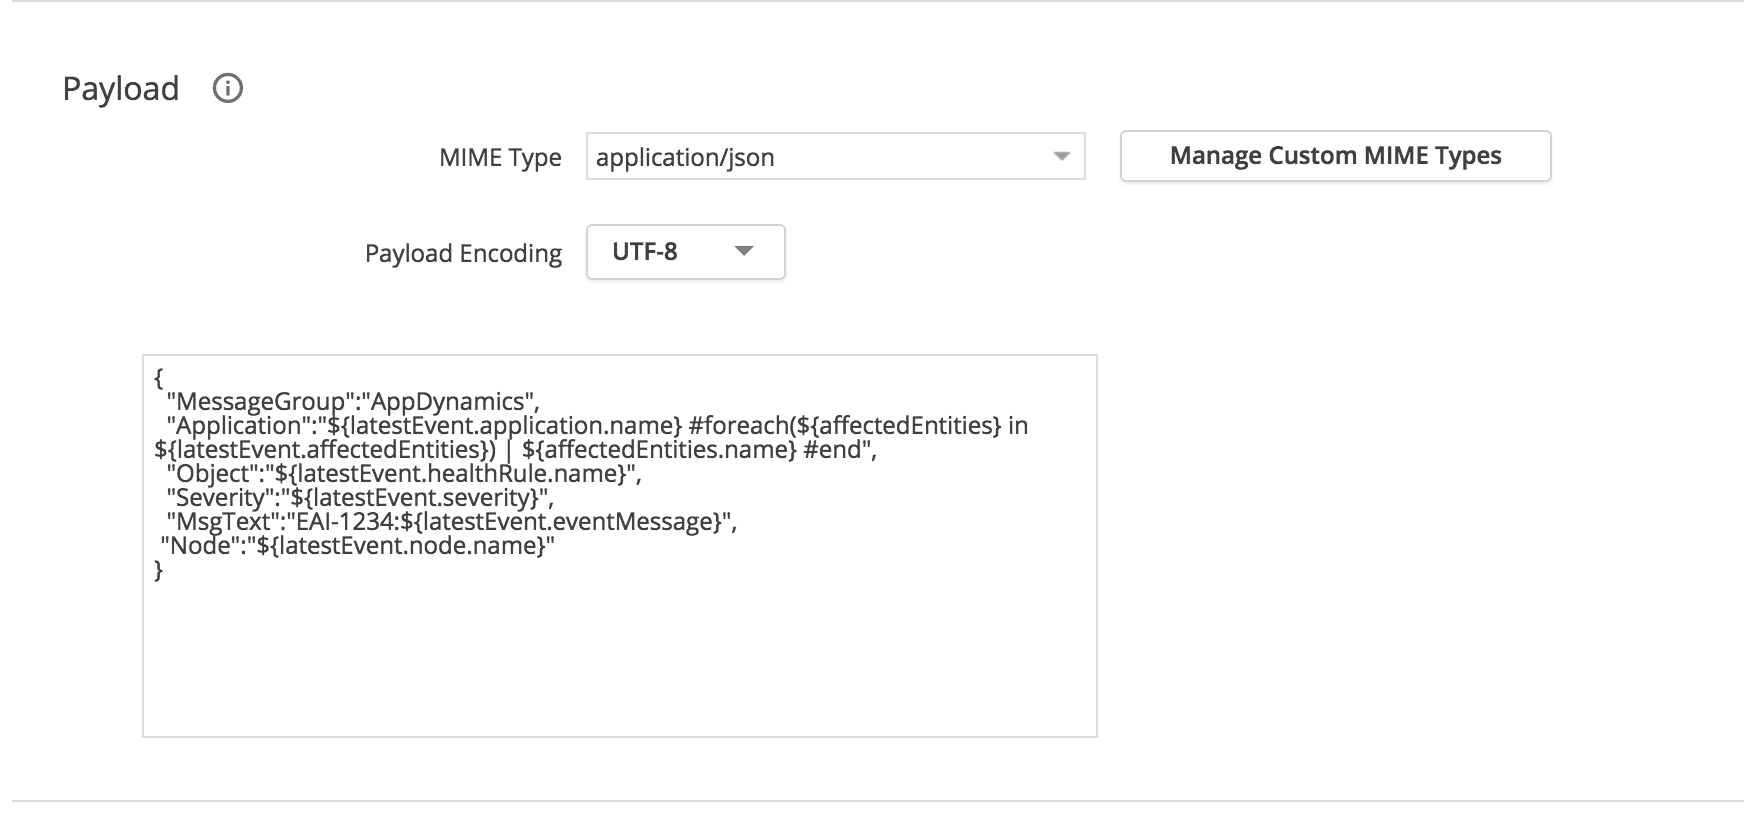 Payload
MIME Type application/json Manage Custom MIME Types
Payload Encoding UTF-8
{
"MessageGroup":"AppDynamics",
"Application":"${latestEvent.application.name} #foreach(${affectedEntities} in
${latestEvent.affectedEntities}) | ${affectedEntities.name} #end",
"Object":"${latestEvent.healthRule.name}",
"Severity":"${latestEvent.severity}",
"MsgText":"EAI-1234:${latestEvent.eventMessage}",
"Node":"${latestEvent.node.name}"
}